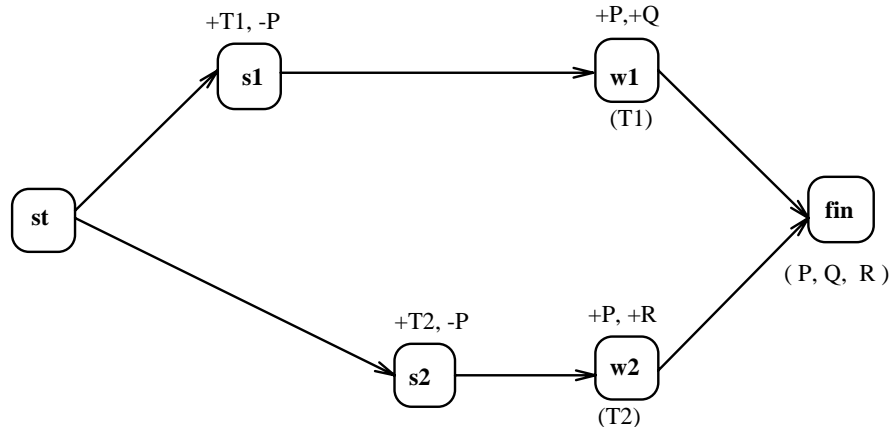 +T1, -P
+P,+Q
s1
w1
(T1)
st
fin
( P, Q, R )
+T2, -P
+P, +R
s2
w2
(T2)